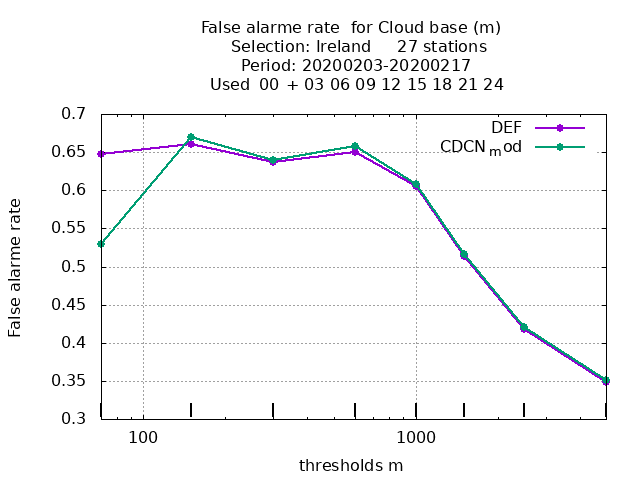 False alarme rate  for Cloud base (m)
Selection: Ireland     27 stations
Period: 20200203-20200217
Used  00 + 03 06 09 12 15 18 21 24
0.7
0.65
0.6
0.55
0.5
0.45
0.4
0.35
0.3
False alarme rate
DEF
CDCNmod
100
1000
thresholds m